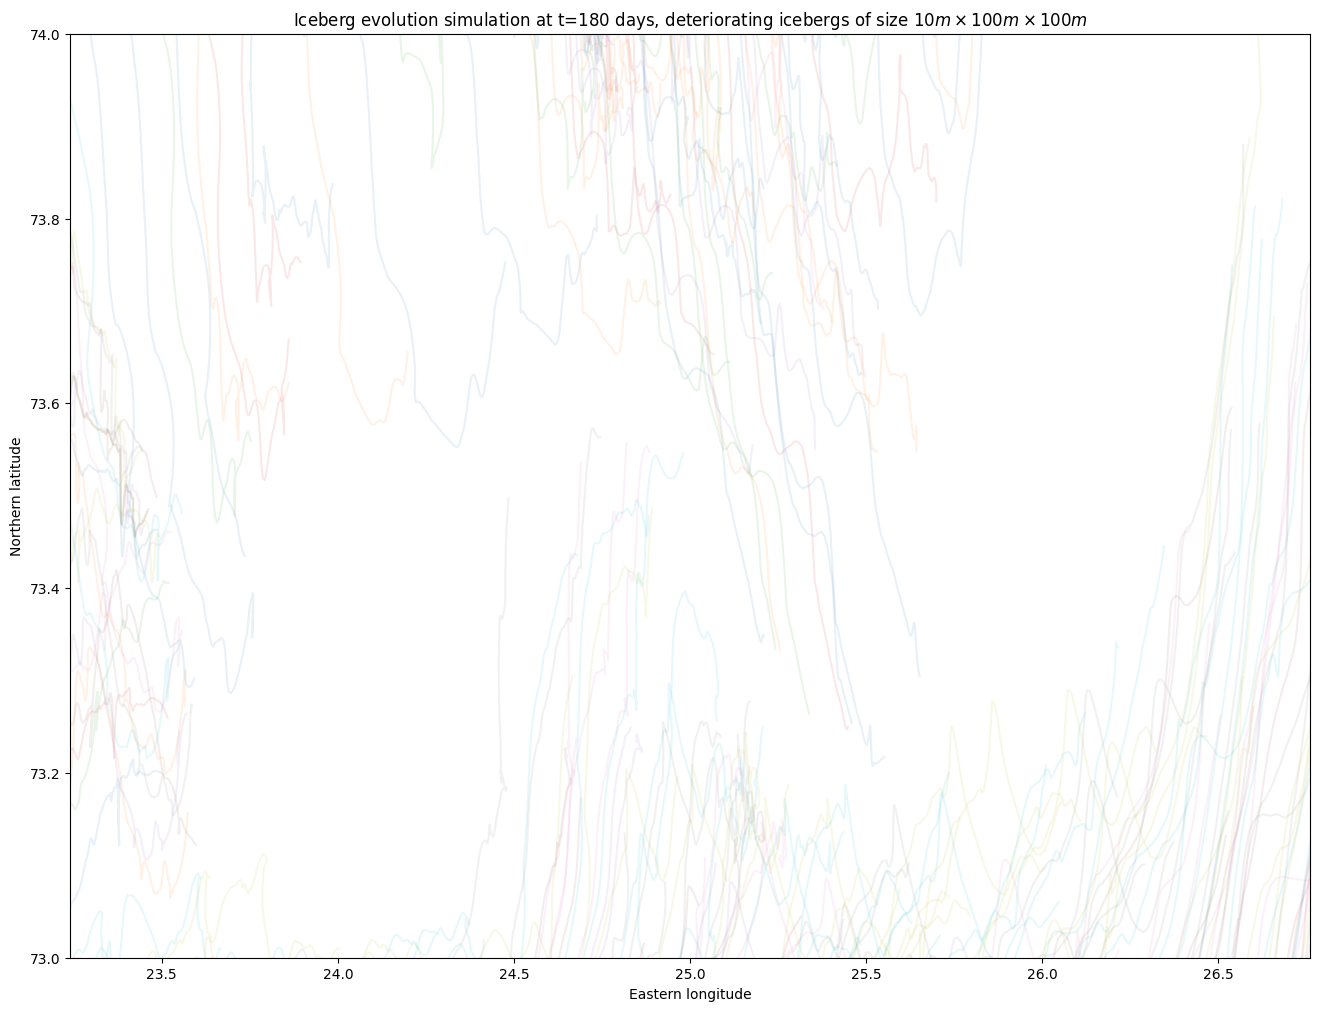 Iceberg evolution simulation at t=180 days, deteriorating icebergs of size 10m × 100m × 100m
74.0
73.8
73.6
73.4
73.2
73.0
Northern latitude
23.5 24.0 24.5 25.0 25.5 26.0 26.5
Eastern longitude